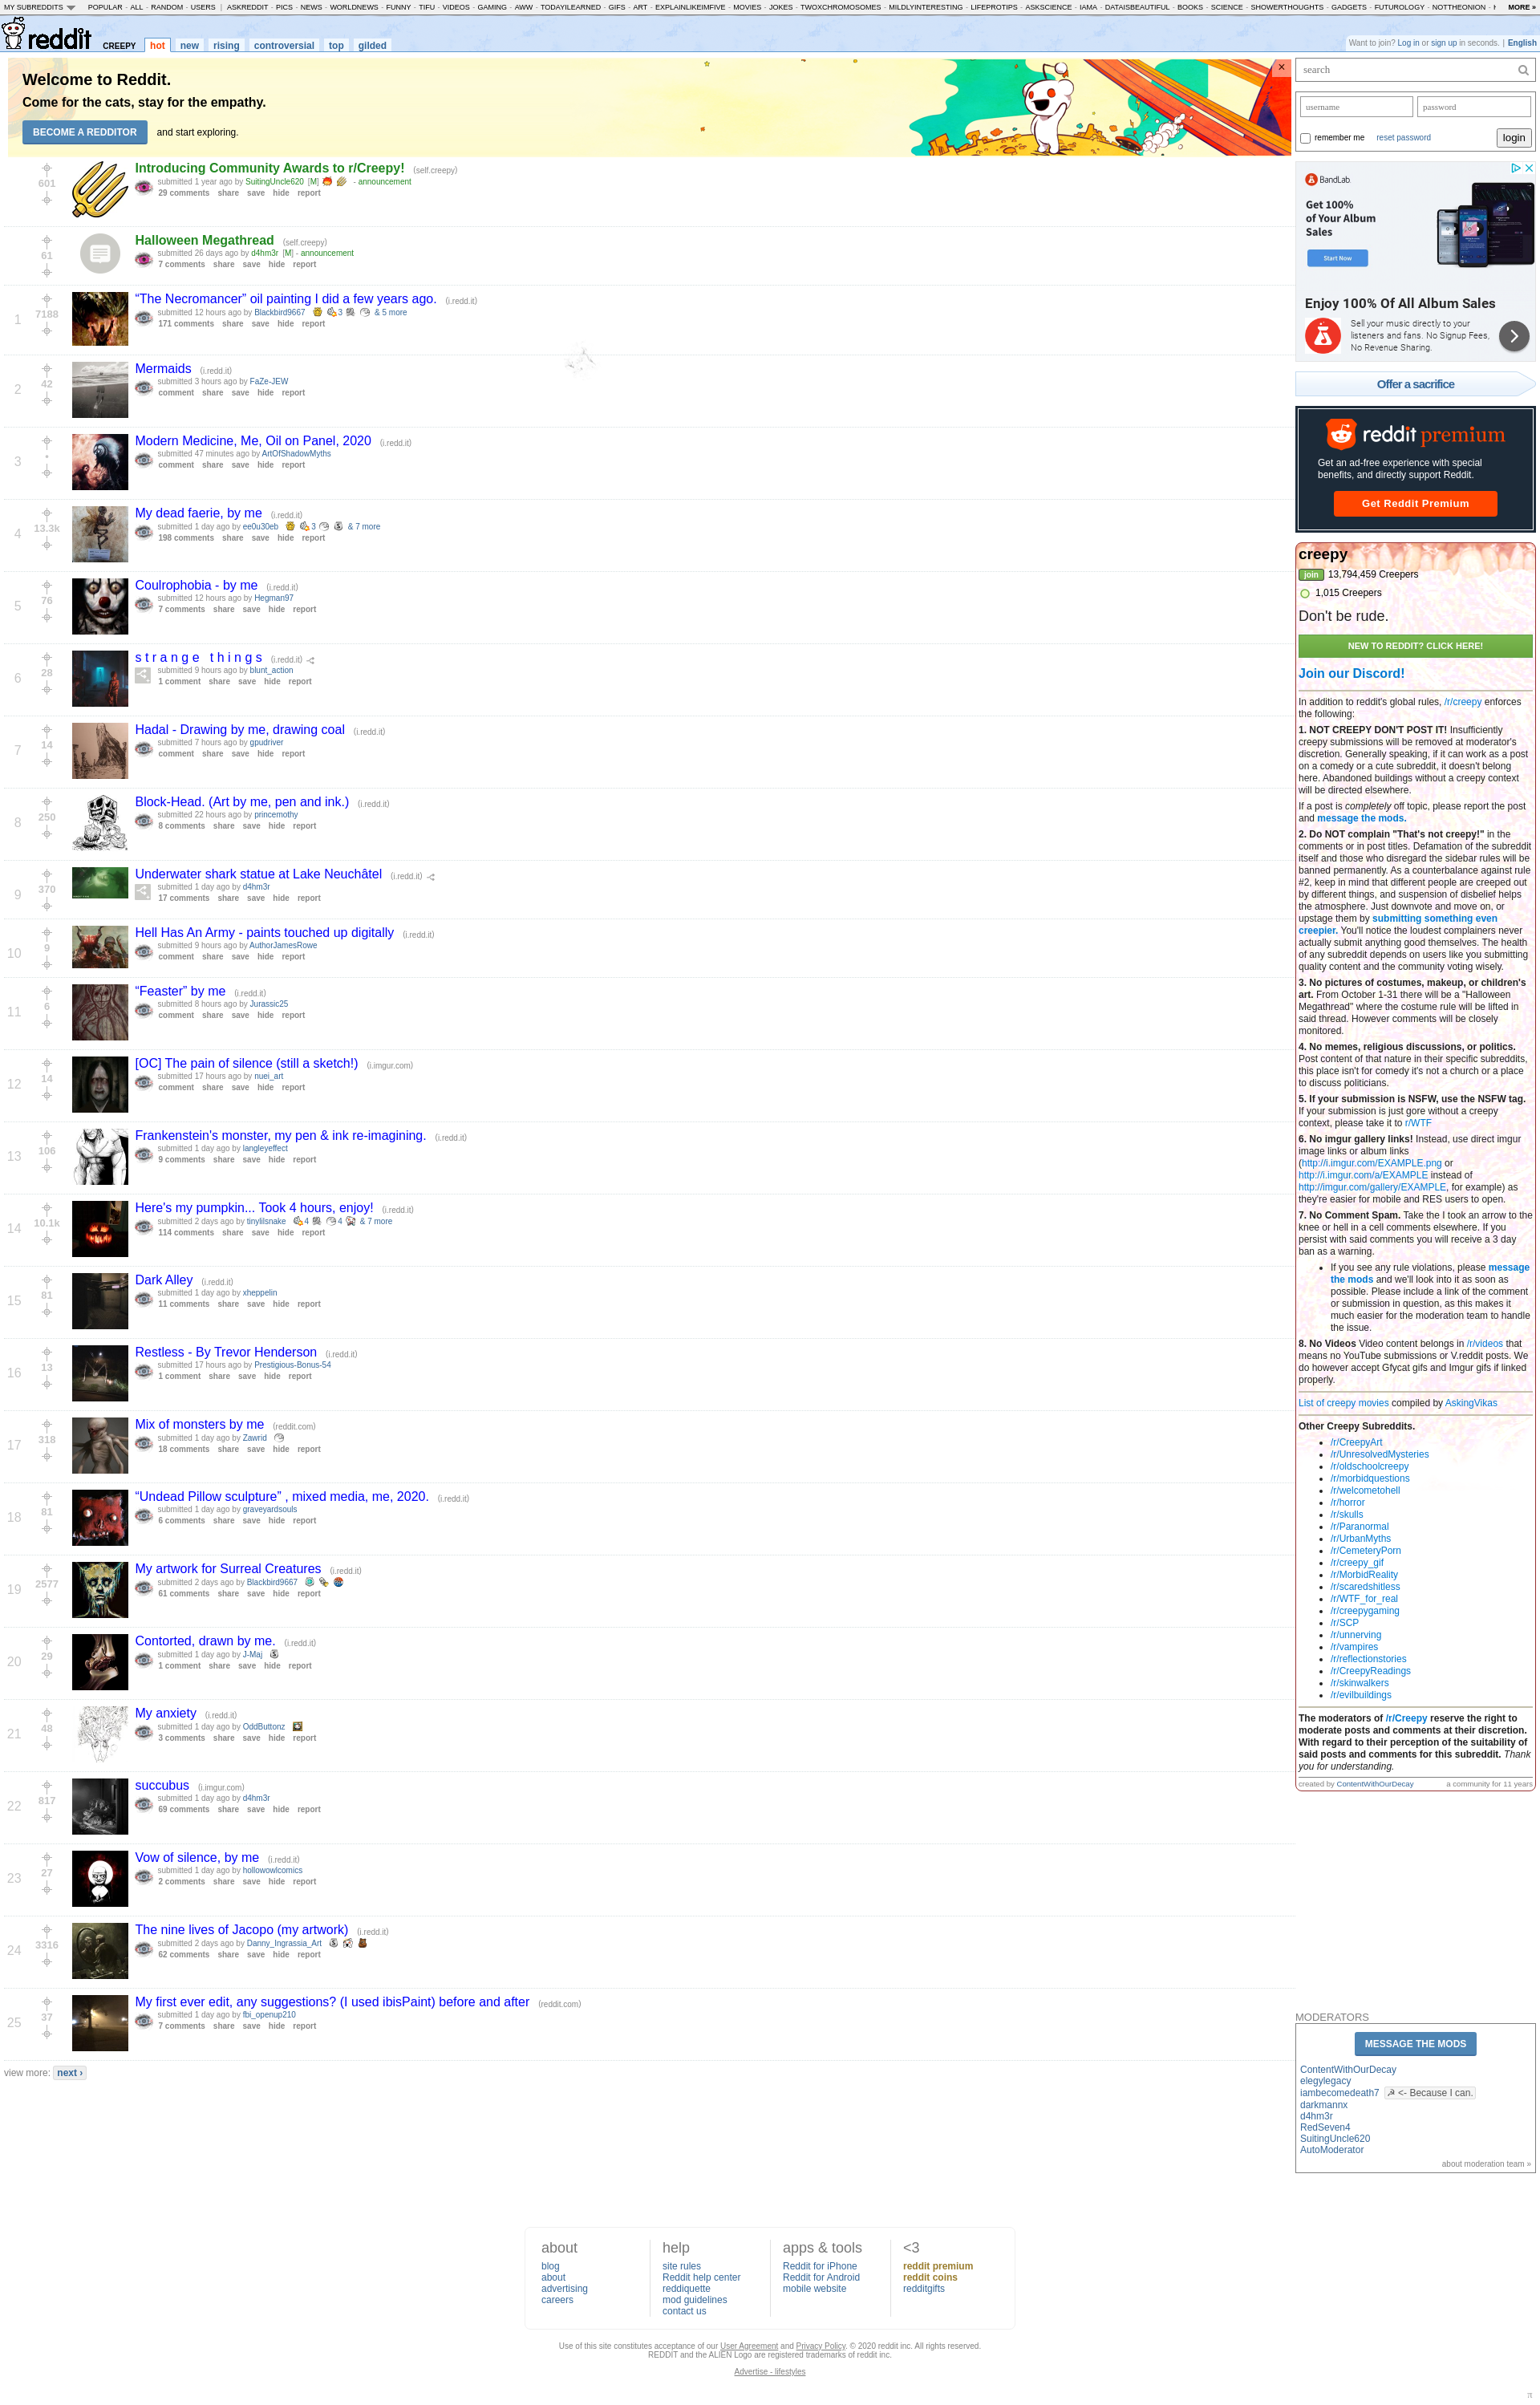 MY SUBREDDITS POPULAR - ALL - RANDOM - USERS | ASKREDDIT - PICS - NEWS - WORLDNEWS - FUNNY - TIFU - VIDEOS - GAMING - AWW - TODAYILEARNED - GIFS - ART - EXPLAINLIKEIMFIVE - MOVIES - JOKES - TWOXCHROMOSOMES - MILDLYINTERESTING - LIFEPROTIPS - ASKSCIENCE - IAMA - DATAISBEAUTIFUL - BOOKS - SCIENCE - SHOWERTHOUGHTS - GADGETS - FUTUROLOGY - NOTTHEONION - MORE »
reddit CREEPY hot new rising controversial top gilded
Want to join? Log in or sign up in seconds. | English
Welcome to Reddit.
Come for the cats, stay for the empathy.
BECOME A REDDITOR and start exploring.
601
Introducing Community Awards to r/Creepy! (self.creepy)
submitted 1 year ago by SuitingUncle620 [M] - announcement
29 comments share save hide report
61
Halloween Megathread (self.creepy)
submitted 26 days ago by d4hm3r [M] - announcement
7 comments share save hide report
1
7188
“The Necromancer” oil painting I did a few years ago. (i.redd.it)
submitted 12 hours ago by Blackbird9667 3 & 5 more
171 comments share save hide report
2
42
Mermaids (i.redd.it)
submitted 3 hours ago by FaZe-JEW
comment share save hide report
3
•
Modern Medicine, Me, Oil on Panel, 2020 (i.redd.it)
submitted 47 minutes ago by ArtOfShadowMyths
comment share save hide report
4
13.3k
My dead faerie, by me (i.redd.it)
submitted 1 day ago by ee0u30eb 3 & 7 more
198 comments share save hide report
5
76
Coulrophobia - by me (i.redd.it)
submitted 12 hours ago by Hegman97
7 comments share save hide report
6
28
s t r a n g e t h i n g s (i.redd.it)
submitted 9 hours ago by blunt_action
1 comment share save hide report
7
14
Hadal - Drawing by me, drawing coal (i.redd.it)
submitted 7 hours ago by gpudriver
comment share save hide report
8
250
Block-Head. (Art by me, pen and ink.) (i.redd.it)
submitted 22 hours ago by princemothy
8 comments share save hide report
9
370
Underwater shark statue at Lake Neuchâtel (i.redd.it)
submitted 1 day ago by d4hm3r
17 comments share save hide report
10
9
Hell Has An Army - paints touched up digitally (i.redd.it)
submitted 9 hours ago by AuthorJamesRowe
comment share save hide report
11
6
“Feaster” by me (i.redd.it)
submitted 8 hours ago by Jurassic25
comment share save hide report
12
14
[OC] The pain of silence (still a sketch!) (i.imgur.com)
submitted 17 hours ago by nuei_art
comment share save hide report
13
106
Frankenstein's monster, my pen & ink re-imagining. (i.redd.it)
submitted 1 day ago by langleyeffect
9 comments share save hide report
14
10.1k
Here's my pumpkin... Took 4 hours, enjoy! (i.redd.it)
submitted 2 days ago by tinylilsnake 4 4 & 7 more
114 comments share save hide report
15
81
Dark Alley (i.redd.it)
submitted 1 day ago by xheppelin
11 comments share save hide report
16
13
Restless - By Trevor Henderson (i.redd.it)
submitted 17 hours ago by Prestigious-Bonus-54
1 comment share save hide report
17
318
Mix of monsters by me (reddit.com)
submitted 1 day ago by Zawrid
18 comments share save hide report
18
81
“Undead Pillow sculpture” , mixed media, me, 2020. (i.redd.it)
submitted 1 day ago by graveyardsouls
6 comments share save hide report
19
2577
My artwork for Surreal Creatures (i.redd.it)
submitted 2 days ago by Blackbird9667
61 comments share save hide report
20
29
Contorted, drawn by me. (i.redd.it)
submitted 1 day ago by J-Maj
1 comment share save hide report
21
48
My anxiety (i.redd.it)
submitted 1 day ago by OddButtonz
3 comments share save hide report
22
817
succubus (i.imgur.com)
submitted 1 day ago by d4hm3r
69 comments share save hide report
23
27
Vow of silence, by me (i.redd.it)
submitted 1 day ago by hollowowlcomics
2 comments share save hide report
24
3316
The nine lives of Jacopo (my artwork) (i.redd.it)
submitted 2 days ago by Danny_Ingrassia_Art
62 comments share save hide report
25
37
My first ever edit, any suggestions? (I used ibisPaint) before and after (reddit.com)
submitted 1 day ago by fbi_openup210
7 comments share save hide report
view more: next ›
search
username password
remember me reset password login
BandLab
Get 100%
of Your Album
Sales
Start Now
Enjoy 100% Of All Album Sales
Sell your music directly to your
listeners and fans. No Signup Fees,
No Revenue Sharing.
Offer a sacrifice
reddit premium
Get an ad-free experience with special
benefits, and directly support Reddit.
Get Reddit Premium
creepy
join 13,794,459 Creepers
1,015 Creepers
Don't be rude.
NEW TO REDDIT? CLICK HERE!
Join our Discord!
In addition to reddit's global rules, /r/creepy enforces
the following:
1. NOT CREEPY DON'T POST IT! Insufficiently
creepy submissions will be removed at moderator's
discretion. Generally speaking, if it can work as a post
on a comedy or a cute subreddit, it doesn't belong
here. Abandoned buildings without a creepy context
will be directed elsewhere.
If a post is completely off topic, please report the post
and message the mods.
2. Do NOT complain "That's not creepy!" in the
comments or in post titles. Defamation of the subreddit
itself and those who disregard the sidebar rules will be
banned permanently. As a counterbalance against rule
#2, keep in mind that different people are creeped out
by different things, and suspension of disbelief helps
the atmosphere. Just downvote and move on, or
upstage them by submitting something even
creepier. You'll notice the loudest complainers never
actually submit anything good themselves. The health
of any subreddit depends on users like you submitting
quality content and the community voting wisely.
3. No pictures of costumes, makeup, or children's
art. From October 1-31 there will be a "Halloween
Megathread" where the costume rule will be lifted in
said thread. However comments will be closely
monitored.
4. No memes, religious discussions, or politics.
Post content of that nature in their specific subreddits,
this place isn't for comedy it's not a church or a place
to discuss politicians.
5. If your submission is NSFW, use the NSFW tag.
If your submission is just gore without a creepy
context, please take it to r/WTF
6. No imgur gallery links! Instead, use direct imgur
image links or album links
(http://i.imgur.com/EXAMPLE.png or
http://i.imgur.com/a/EXAMPLE instead of
http://imgur.com/gallery/EXAMPLE, for example) as
they're easier for mobile and RES users to open.
7. No Comment Spam. Take the I took an arrow to the
knee or hell in a cell comments elsewhere. If you
persist with said comments you will receive a 3 day
ban as a warning.
• If you see any rule violations, please message
the mods and we'll look into it as soon as
possible. Please include a link of the comment
or submission in question, as this makes it
much easier for the moderation team to handle
the issue.
8. No Videos Video content belongs in /r/videos that
means no YouTube submissions or V.reddit posts. We
do however accept Gfycat gifs and Imgur gifs if linked
properly.
List of creepy movies compiled by AskingVikas
Other Creepy Subreddits.
• /r/CreepyArt
• /r/UnresolvedMysteries
• /r/oldschoolcreepy
• /r/morbidquestions
• /r/welcometohell
• /r/horror
• /r/skulls
• /r/Paranormal
• /r/UrbanMyths
• /r/CemeteryPorn
• /r/creepy_gif
• /r/MorbidReality
• /r/scaredshitless
• /r/WTF_for_real
• /r/creepygaming
• /r/SCP
• /r/unnerving
• /r/vampires
• /r/reflectionstories
• /r/CreepyReadings
• /r/skinwalkers
• /r/evilbuildings
The moderators of /r/Creepy reserve the right to
moderate posts and comments at their discretion.
With regard to their perception of the suitability of
said posts and comments for this subreddit. Thank
you for understanding.
created by ContentWithOurDecay a community for 11 years
MODERATORS
MESSAGE THE MODS
ContentWithOurDecay
elegylegacy
iambecomedeath7 ☭ <- Because I can.
darkmannx
d4hm3r
RedSeven4
SuitingUncle620
AutoModerator
about moderation team »
about
blog
about
advertising
careers
help
site rules
Reddit help center
reddiquette
mod guidelines
contact us
apps & tools
Reddit for iPhone
Reddit for Android
mobile website
<3
reddit premium
reddit coins
redditgifts
Use of this site constitutes acceptance of our User Agreement and Privacy Policy. © 2020 reddit inc. All rights reserved.
REDDIT and the ALIEN Logo are registered trademarks of reddit inc.
Advertise - lifestyles
π